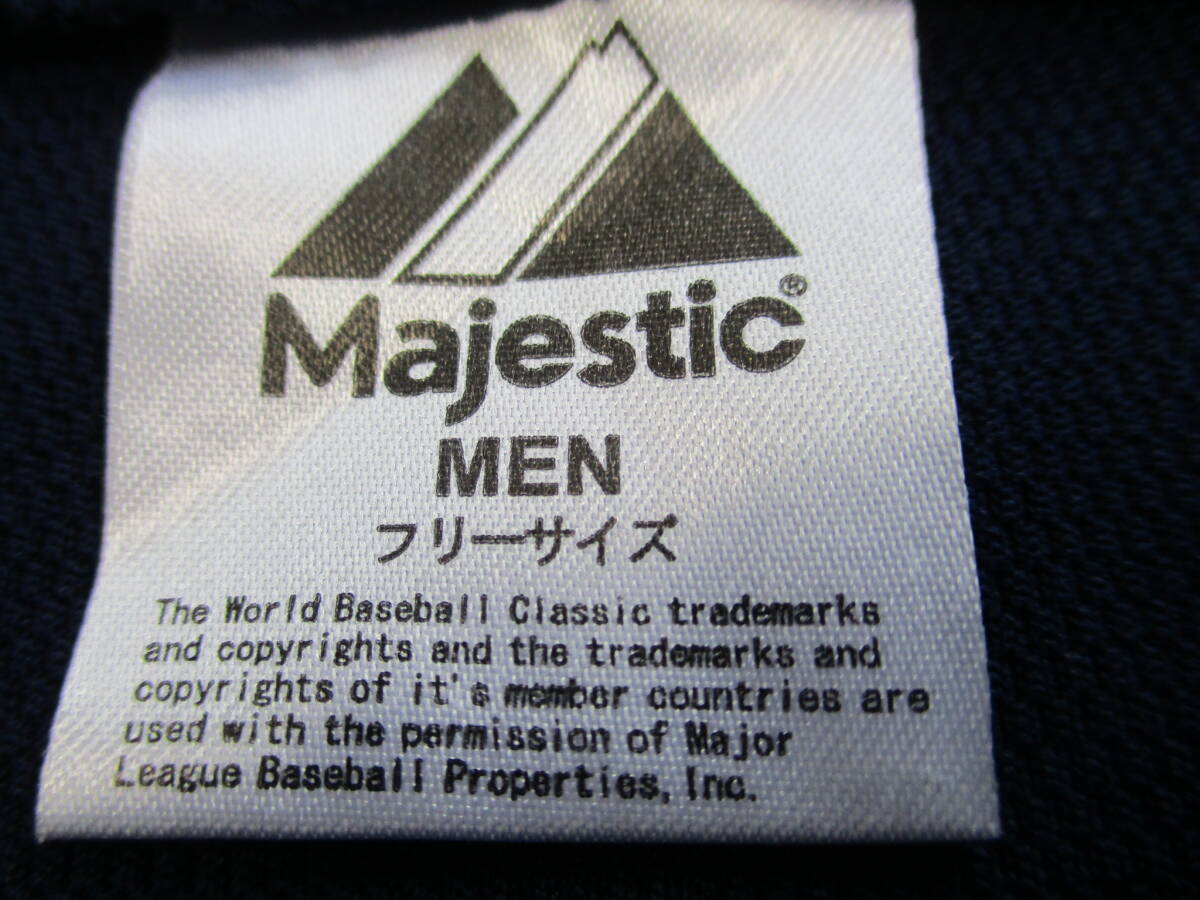 Majestic®
MEN
フリーサイズ
The World Baseball Classic trademarks
and copyrights and the trademarks and
copyrights of it's member countries are
used with the permission of Major
League Baseball Properties, Inc.